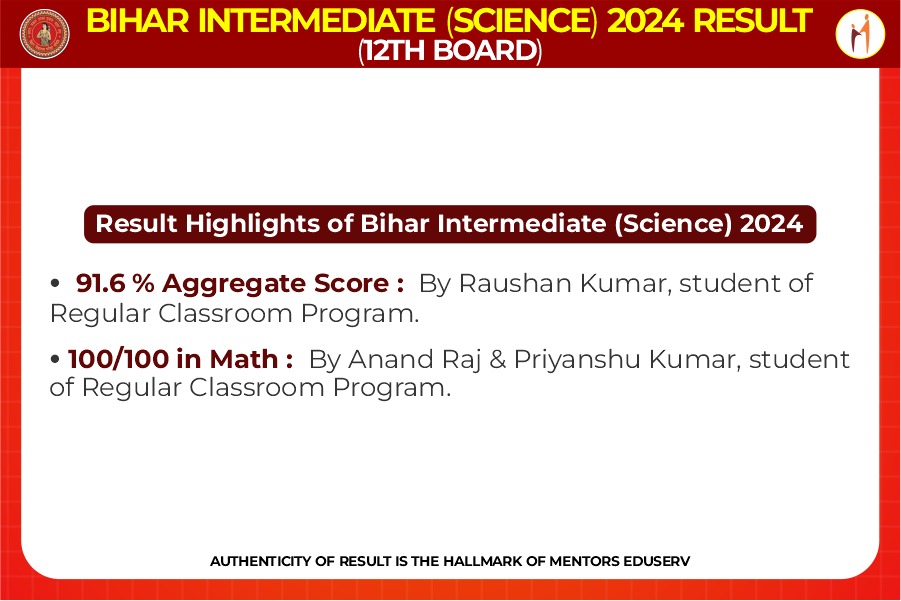 BIHAR INTERMEDIATE (SCIENCE) 2024 RESULT
(12TH BOARD)
Result Highlights of Bihar Intermediate (Science) 2024
• 91.6 % Aggregate Score : By Raushan Kumar, student of
Regular Classroom Program.
• 100/100 in Math : By Anand Raj & Priyanshu Kumar, student
of Regular Classroom Program.
AUTHENTICITY OF RESULT IS THE HALLMARK OF MENTORS EDUSERV